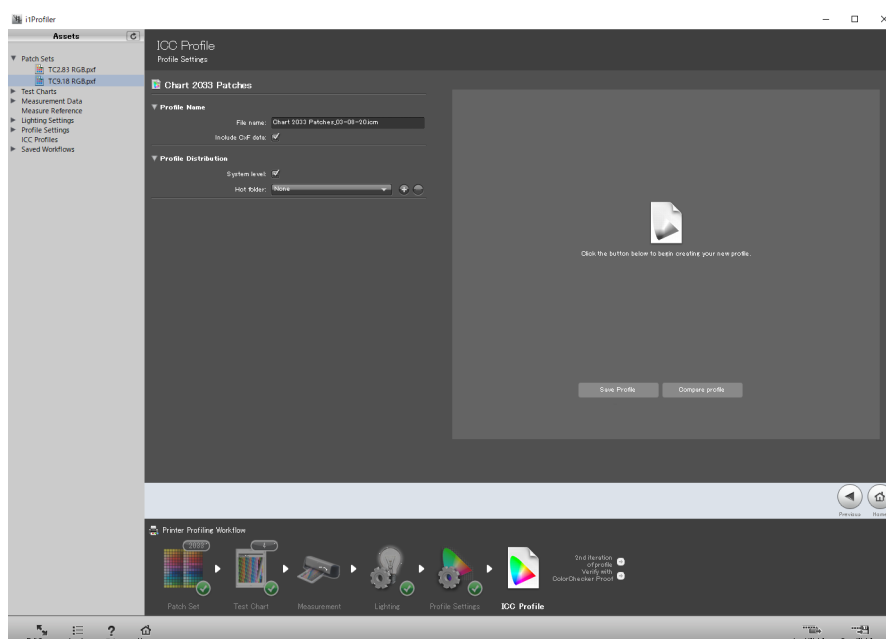 i1Profiler
Assets
Patch Sets
TC2.83 RGB.pxf
TC9.18 RGB.pxf
Test Charts
Measurement Data
Measure Reference
Lighting Settings
Profile Settings
ICC Profiles
Saved Workflows
ICC Profile
Profile Settings
Chart 2033 Patches
Profile Name
File name: Chart 2033 Patches_03-08-20.icm
Include CxF data:
Profile Distribution
System level:
Hot folder: None
Click the button below to begin creating your new profile.
Save Profile Compare profile
Previous Home
Printer Profiling Workflow
2033 4
2nd iteration
of profile
Verify with
ColorChecker Proof
Patch Set Test Chart Measurement Lighting Profile Settings ICC Profile